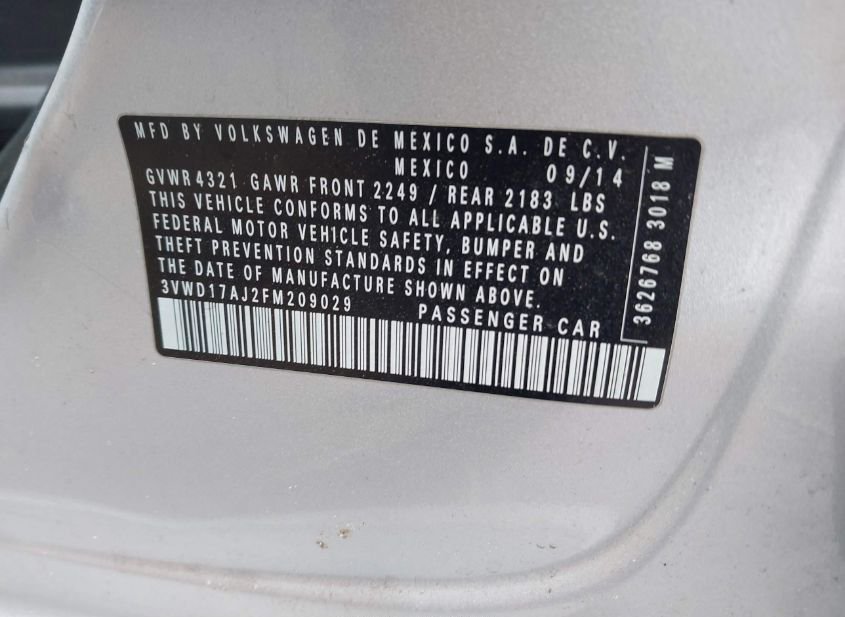 MFD BY VOLKSWAGEN DE MEXICO S.A. DE C.V.
MEXICO 09/14
GVWR 4321 GAWR FRONT 2249 / REAR 2183 LBS
THIS VEHICLE CONFORMS TO ALL APPLICABLE U.S.
FEDERAL MOTOR VEHICLE SAFETY, BUMPER AND
THEFT PREVENTION STANDARDS IN EFFECT ON
THE DATE OF MANUFACTURE SHOWN ABOVE.
3VWD17AJ2FM209029 PASSENGER CAR
3626768 3018 M